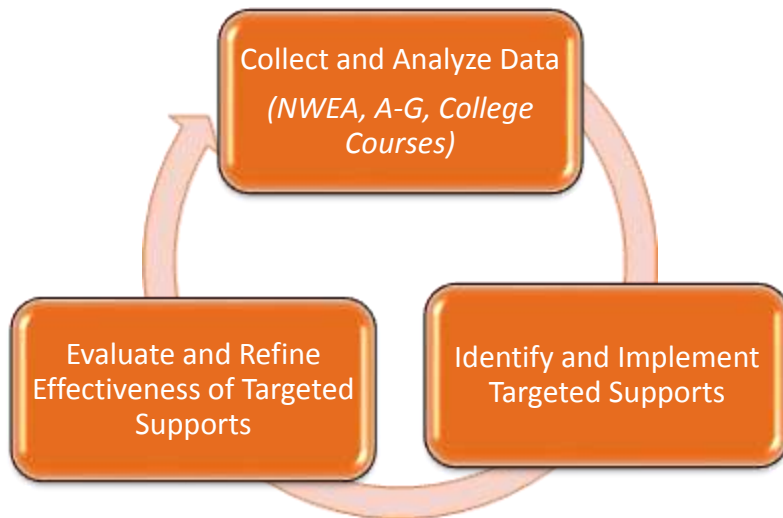 Collect and Analyze Data
(NWEA, A-G, College
Courses)
Identify and Implement
Targeted Supports
Evaluate and Refine
Effectiveness of Targeted
Supports